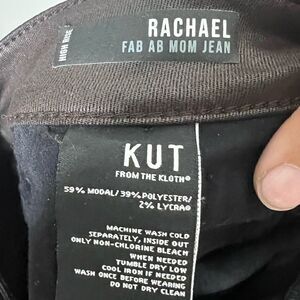 HIGH RISE
RACHAEL
FAB AB MOM JEAN
KUT
FROM THE KLOTH®
59% MODAL/39% POLYESTER/
2% LYCRA®
MACHINE WASH COLD
SEPARATELY, INSIDE OUT
ONLY NON-CHLORINE BLEACH
WHEN NEEDED
TUMBLE DRY LOW
COOL IRON IF NEEDED
WASH ONCE BEFORE WEARING
DO NOT DRY CLEAN